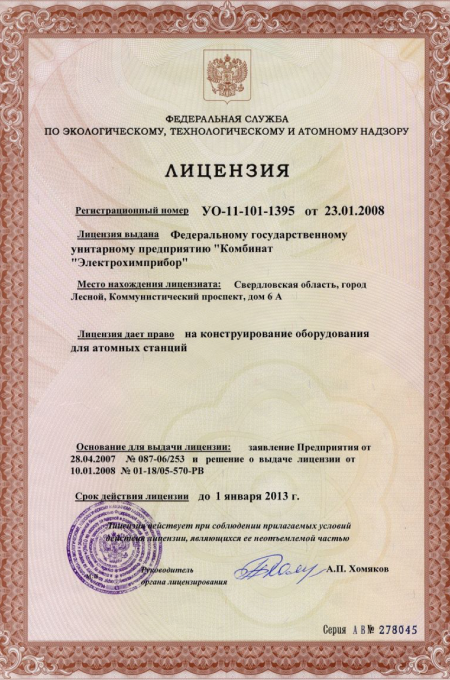 ФЕДЕРАЛЬНАЯ СЛУЖБА
ПО ЭКОЛОГИЧЕСКОМУ, ТЕХНОЛОГИЧЕСКОМУ И АТОМНОМУ НАДЗОРУ
ЛИЦЕНЗИЯ
Регистрационный номер УО-11-101-1395 от 23.01.2008
Лицензия выдана Федеральному государственному
унитарному предприятию "Комбинат
"Электрохимприбор"
Место нахождения лицензиата: Свердловская область, город
Лесной, Коммунистический проспект, дом 6 А
Лицензия дает право на конструирование оборудования
для атомных станций
Основание для выдачи лицензии: заявление Предприятия от
28.04.2007 № 087-06/253 и решение о выдаче лицензии от
10.01.2008 № 01-18/05-570-РВ
Срок действия лицензии до 1 января 2013 г.
Лицензия действует при соблюдении прилагаемых условий
действия лицензии, являющихся ее неотъемлемой частью
Руководитель
органа лицензирования
А.П. Хомяков
Серия А В № 278045